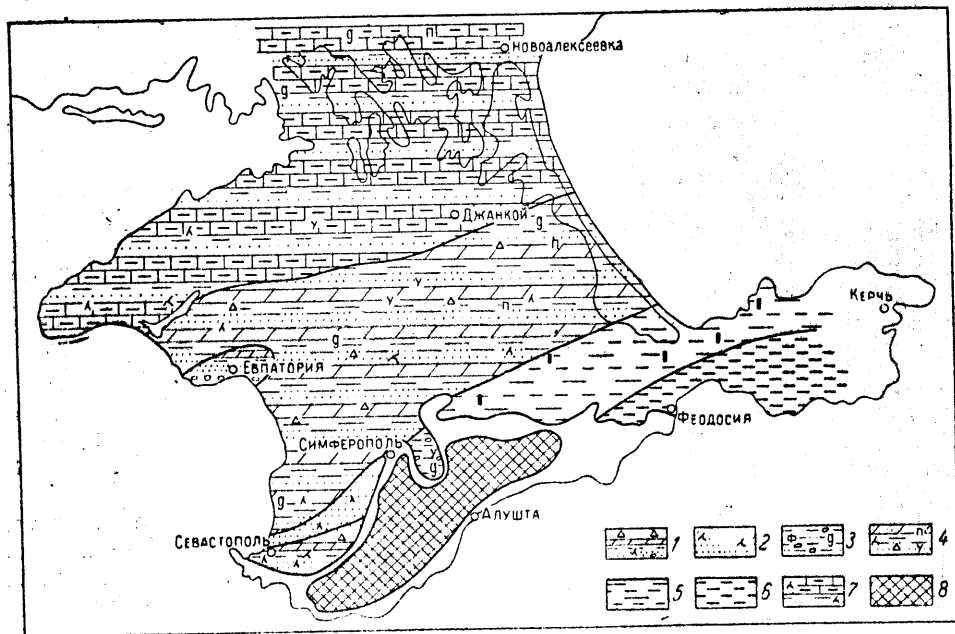 g п
Новоалексеевка
g
Джанкой
g
λ у
п
у
λ λ
у п λ
λ
g
Керчь
Евпатория
Феодосия
Симферополь
у
g
g
λ
λ
Алушта
Севастополь
1 2 ф g 3 п у 4
5 6 7 8